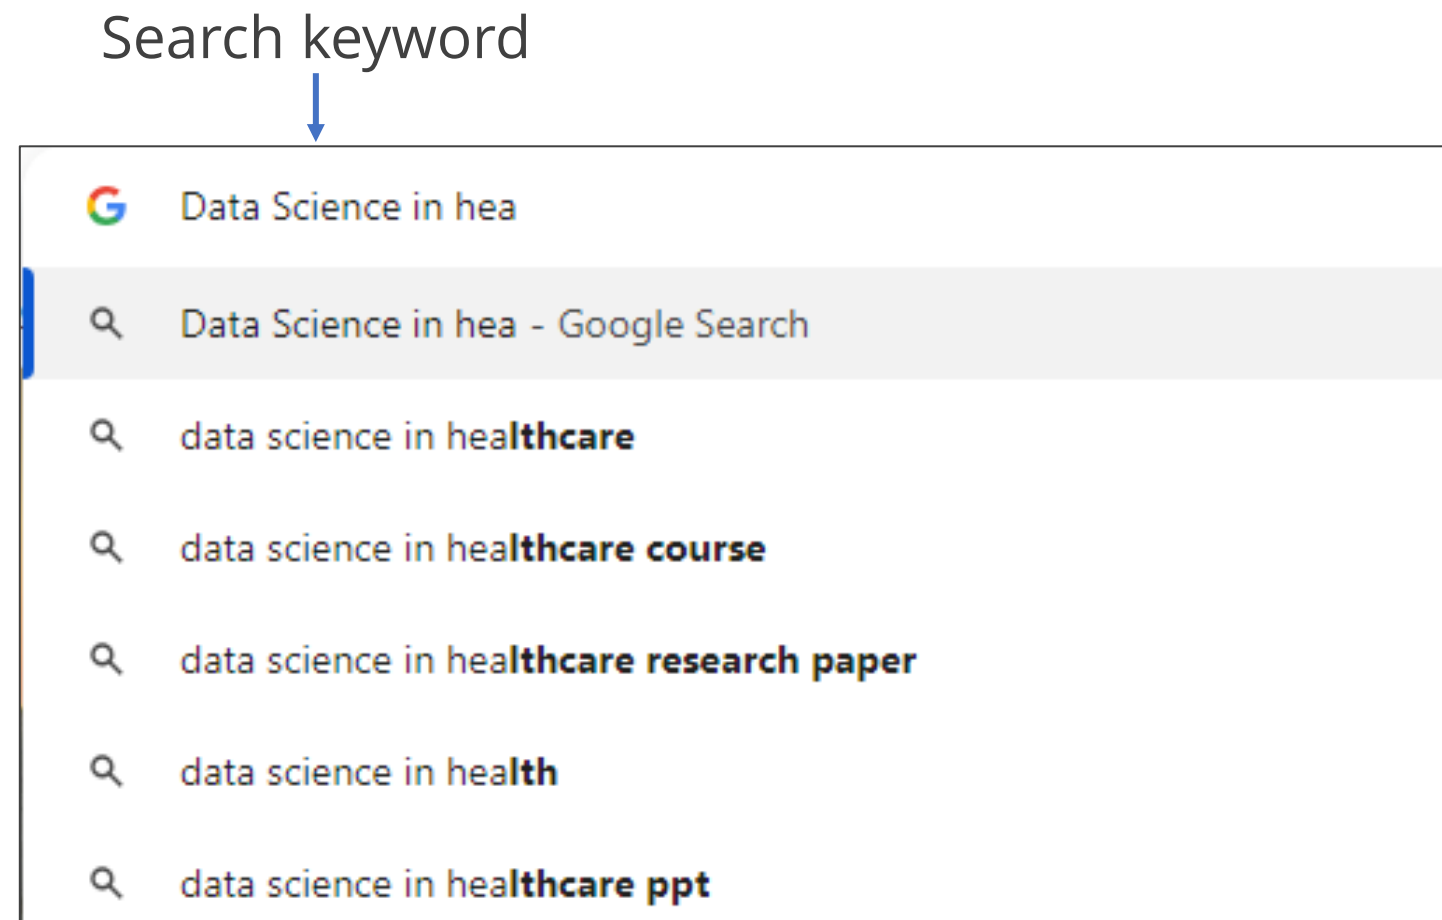 Search keyword
Data Science in hea
Data Science in hea - Google Search
data science in healthcare
data science in healthcare course
data science in healthcare research paper
data science in health
data science in healthcare ppt